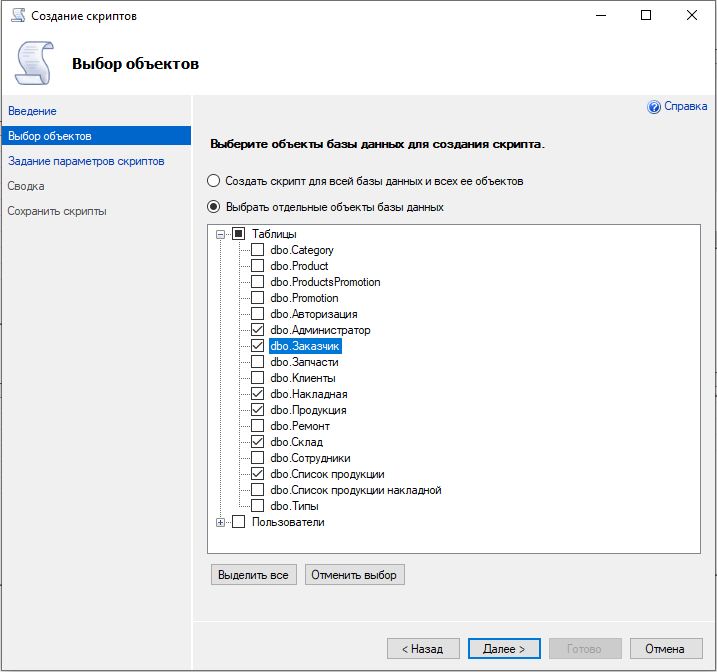 Создание скриптов
Выбор объектов
Введение
Выбор объектов
Задание параметров скриптов
Сводка
Сохранить скрипты
Справка
Выберите объекты базы данных для создания скрипта.
Создать скрипт для всей базы данных и всех ее объектов
Выбрать отдельные объекты базы данных
Таблицы
dbo.Category
dbo.Product
dbo.ProductsPromotion
dbo.Promotion
dbo.Авторизация
dbo.Администратор
dbo.Заказчик
dbo.Запчасти
dbo.Клиенты
dbo.Накладная
dbo.Продукция
dbo.Ремонт
dbo.Склад
dbo.Сотрудники
dbo.Список продукции
dbo.Список продукции накладной
dbo.Типы
Пользователи
Выделить все
Отменить выбор
< Назад
Далее >
Готово
Отмена